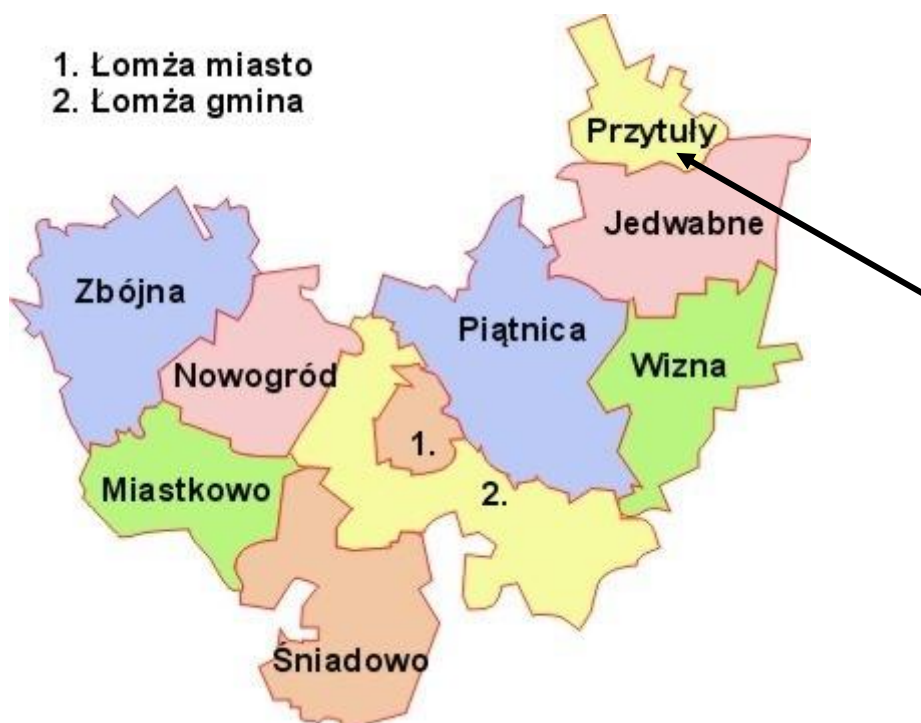 1. Łomża miasto
2. Łomża gmina
Przytuły
Jedwabne
Zbójna
Piątnica
Wizna
Nowogród
1.
Miastkowo
2.
Śniadowo